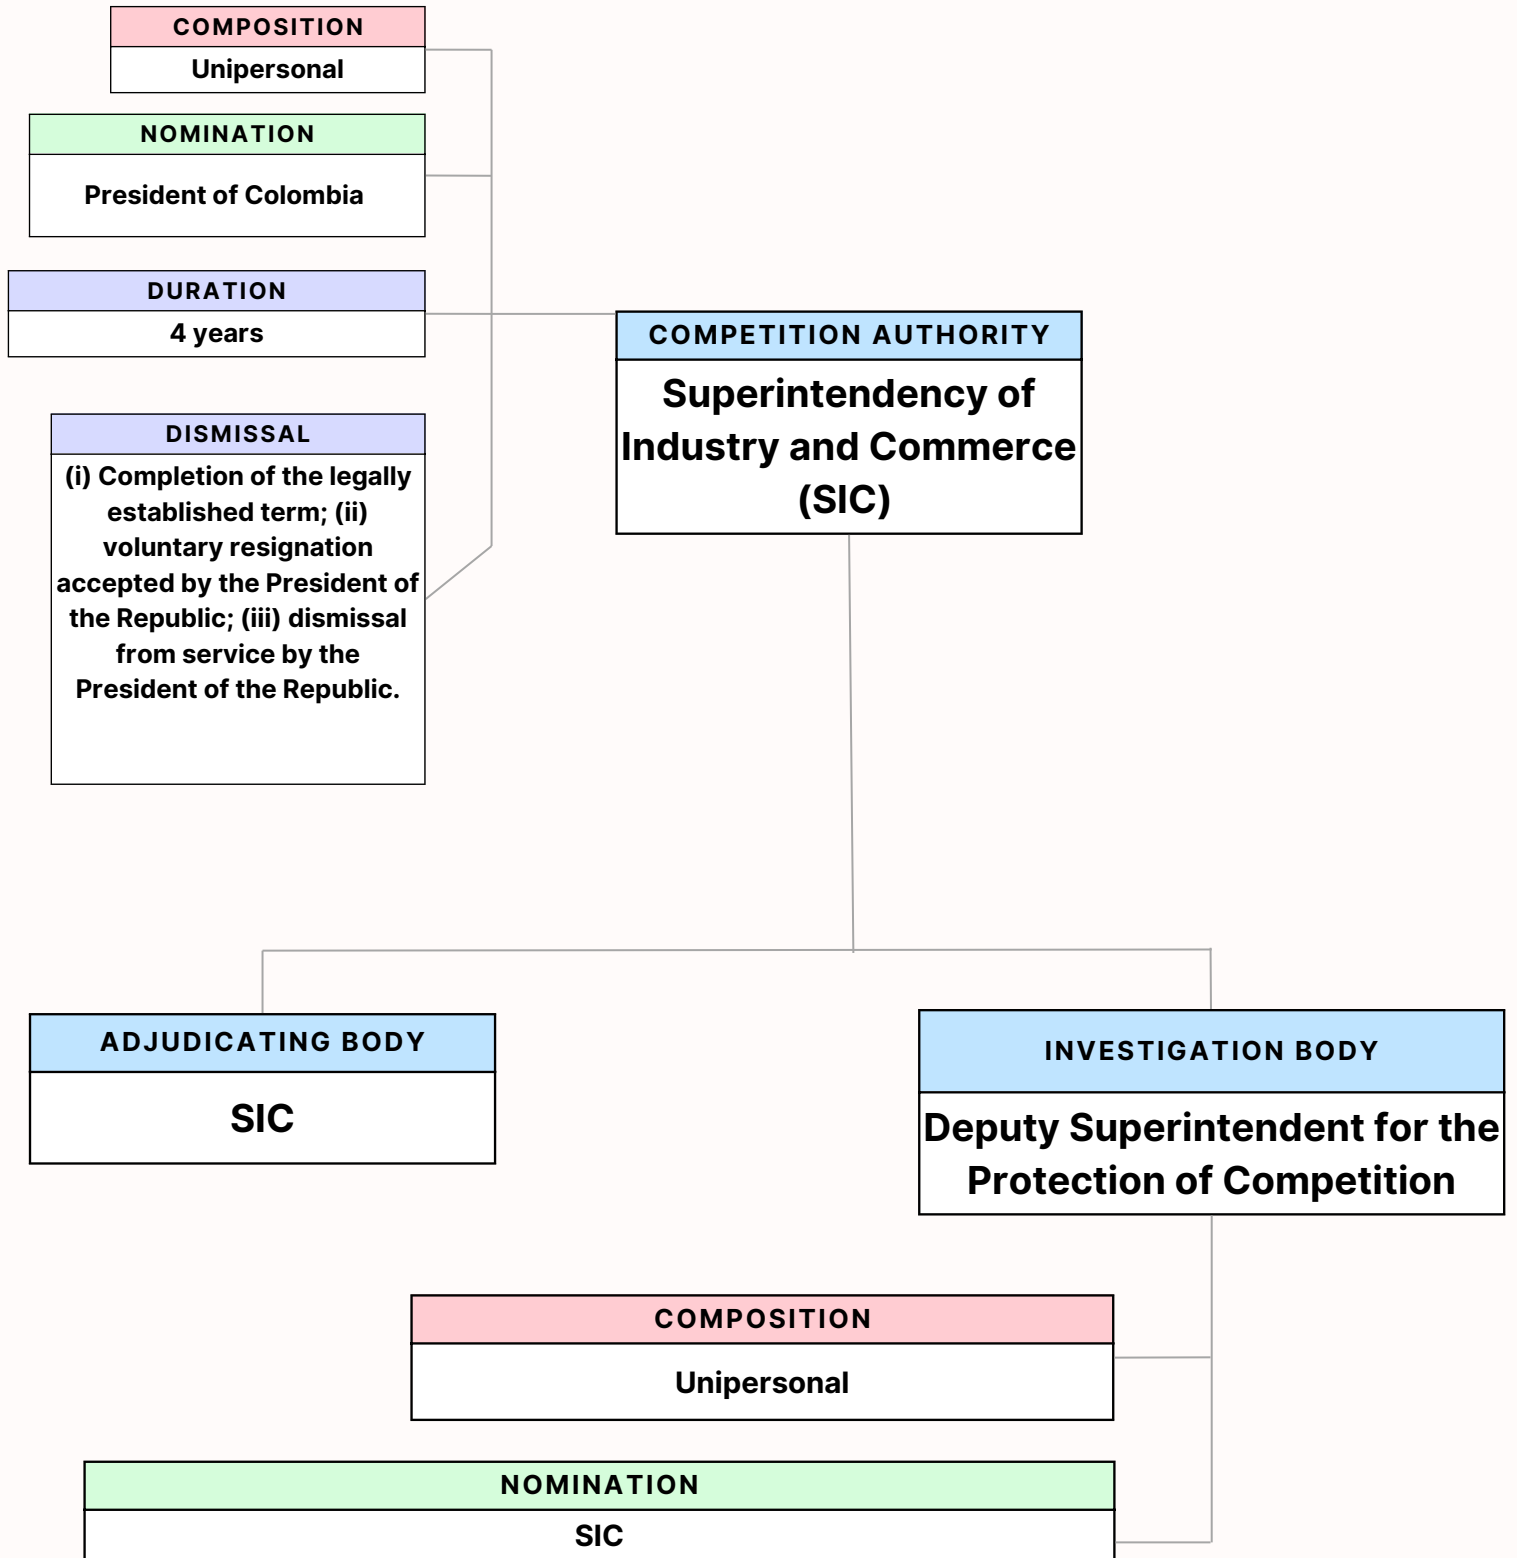 COMPOSITION
Unipersonal
NOMINATION
President of Colombia
DURATION
4 years
DISMISSAL
(i) Completion of the legally
established term; (ii)
voluntary resignation
accepted by the President of
the Republic; (iii) dismissal
from service by the
President of the Republic.
COMPETITION AUTHORITY
Superintendency of
Industry and Commerce
(SIC)
ADJUDICATING BODY
SIC
INVESTIGATION BODY
Deputy Superintendent for the
Protection of Competition
COMPOSITION
Unipersonal
NOMINATION
SIC